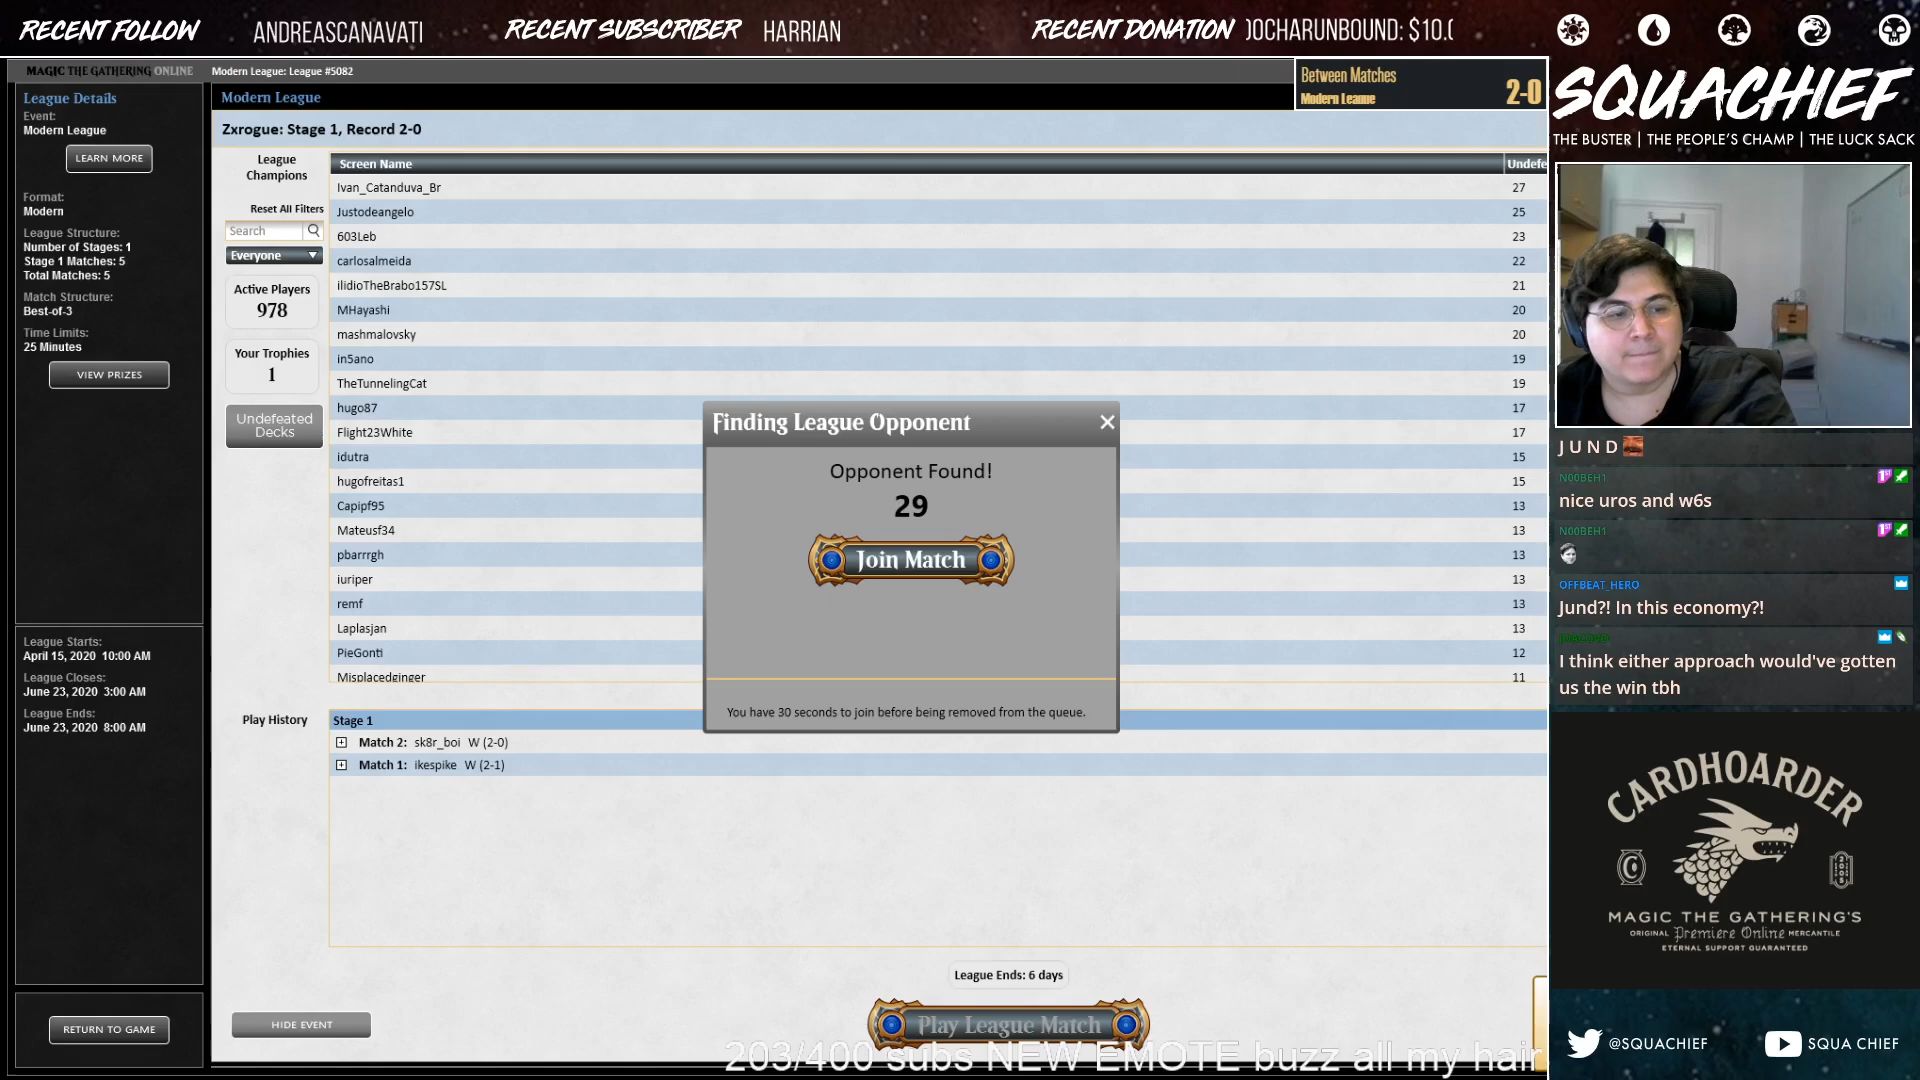 RECENT FOLLOW ANDREASCANAVATI RECENT SUBSCRIBER HARRIAN RECENT DONATION JOCHARUNBOUND: $10.0
MAGIC THE GATHERING ONLINE Modern League: League #5082
Between Matches
Modern League 2-0
SQUACHIEF
THE BUSTER | THE PEOPLE'S CHAMP | THE LUCK SACK
League Details
Event:
Modern League
LEARN MORE
Format:
Modern
League Structure:
Number of Stages: 1
Stage 1 Matches: 5
Total Matches: 5
Match Structure:
Best-of-3
Time Limits:
25 Minutes
VIEW PRIZES
League Starts:
April 15, 2020 10:00 AM
League Closes:
June 23, 2020 3:00 AM
League Ends:
June 23, 2020 8:00 AM
RETURN TO GAME
Modern League
Zxrogue: Stage 1, Record 2-0
League
Champions
Reset All Filters
Search
Everyone
Active Players
978
Your Trophies
1
Undefeated
Decks
Screen Name Undefe
Ivan_Catanduva_Br 27
Justodeangelo 25
603Leb 23
carlosalmeida 22
ilidioTheBrabo157SL 21
MHayashi 20
mashmalovsky 20
in5ano 19
TheTunnelingCat 19
hugo87 17
Flight23White 17
idutra 15
hugofreitas1 15
Capipf95 13
Mateusf34 13
pbarrrgh 13
iuriper 13
remf 13
Laplasjan 13
PieGonti 12
Misplacedginger 11
Finding League Opponent
Opponent Found!
29
Join Match
You have 30 seconds to join before being removed from the queue.
Play History
Stage 1
Match 2: sk8r_boi W (2-0)
Match 1: ikespike W (2-1)
League Ends: 6 days
HIDE EVENT
Play League Match
203/400 subs NEW EMOTE buzz all my hair
J U N D
N00BEH1
nice uros and w6s
N00BEH1
OFFBEAT_HERO
Jund?! In this economy?!
I think either approach would've gotten
us the win tbh
CARDHOARDER
C
2005
MAGIC THE GATHERING'S
ORIGINAL Premiere Online MERCANTILE
ETERNAL SUPPORT GUARANTEED
@SQUACHIEF SQUA CHIEF